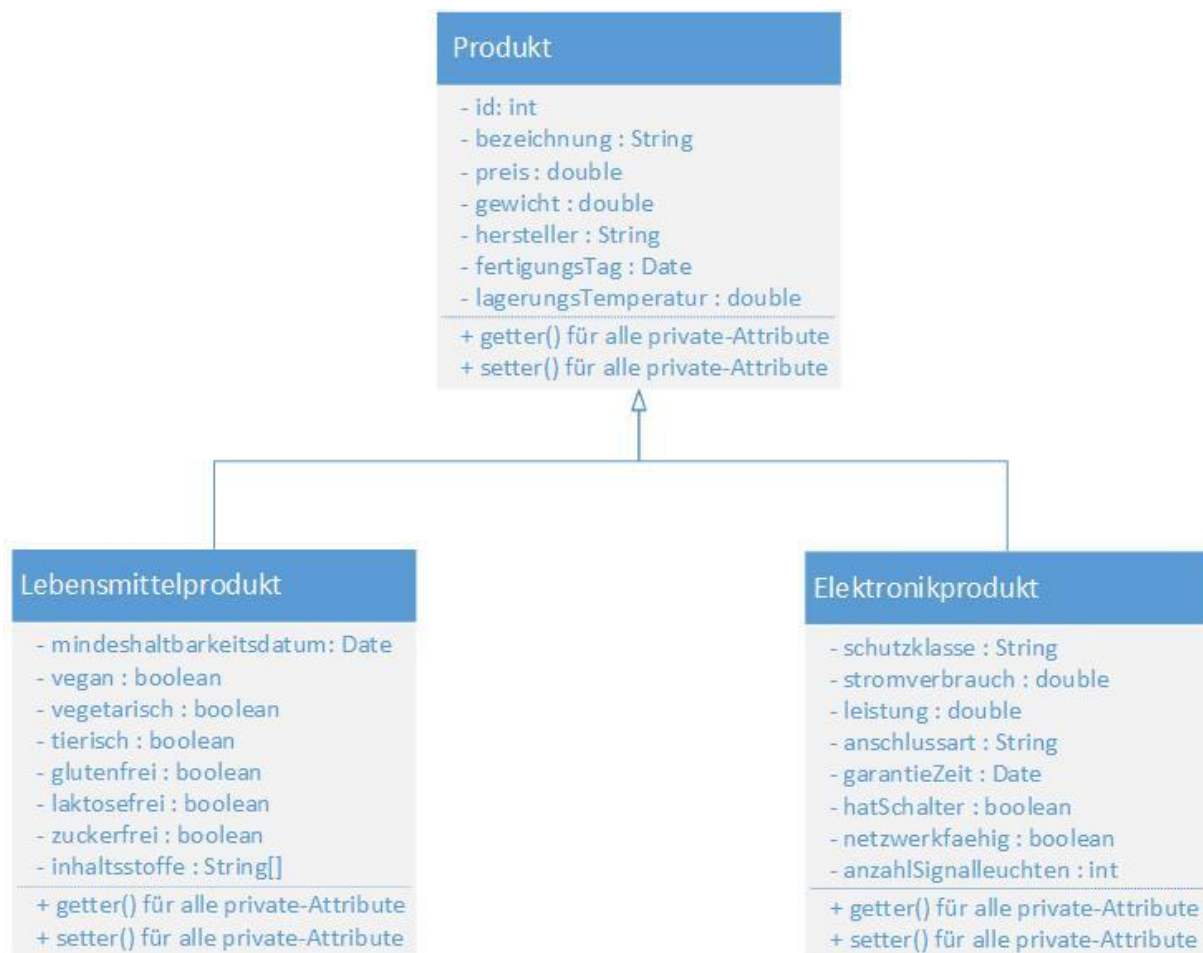 Produkt
- id: int
- bezeichnung : String
- preis : double
- gewicht : double
- hersteller : String
- fertigungsTag : Date
- lagerungsTemperatur : double
+ getter() für alle private-Attribute
+ setter() für alle private-Attribute
Lebensmittelprodukt
- mindeshaltbarkeitsdatum: Date
- vegan : boolean
- vegetarisch : boolean
- tierisch : boolean
- glutenfrei : boolean
- laktosefrei : boolean
- zuckerfrei : boolean
- inhaltsstoffe : String[]
+ getter() für alle private-Attribute
+ setter() für alle private-Attribute
Elektronikprodukt
- schutzklasse : String
- stromverbrauch : double
- leistung : double
- anschlussart : String
- garantieZeit : Date
- hatSchalter : boolean
- netzwerkfaehig : boolean
- anzahlSignalleuchten : int
+ getter() für alle private-Attribute
+ setter() für alle private-Attribute